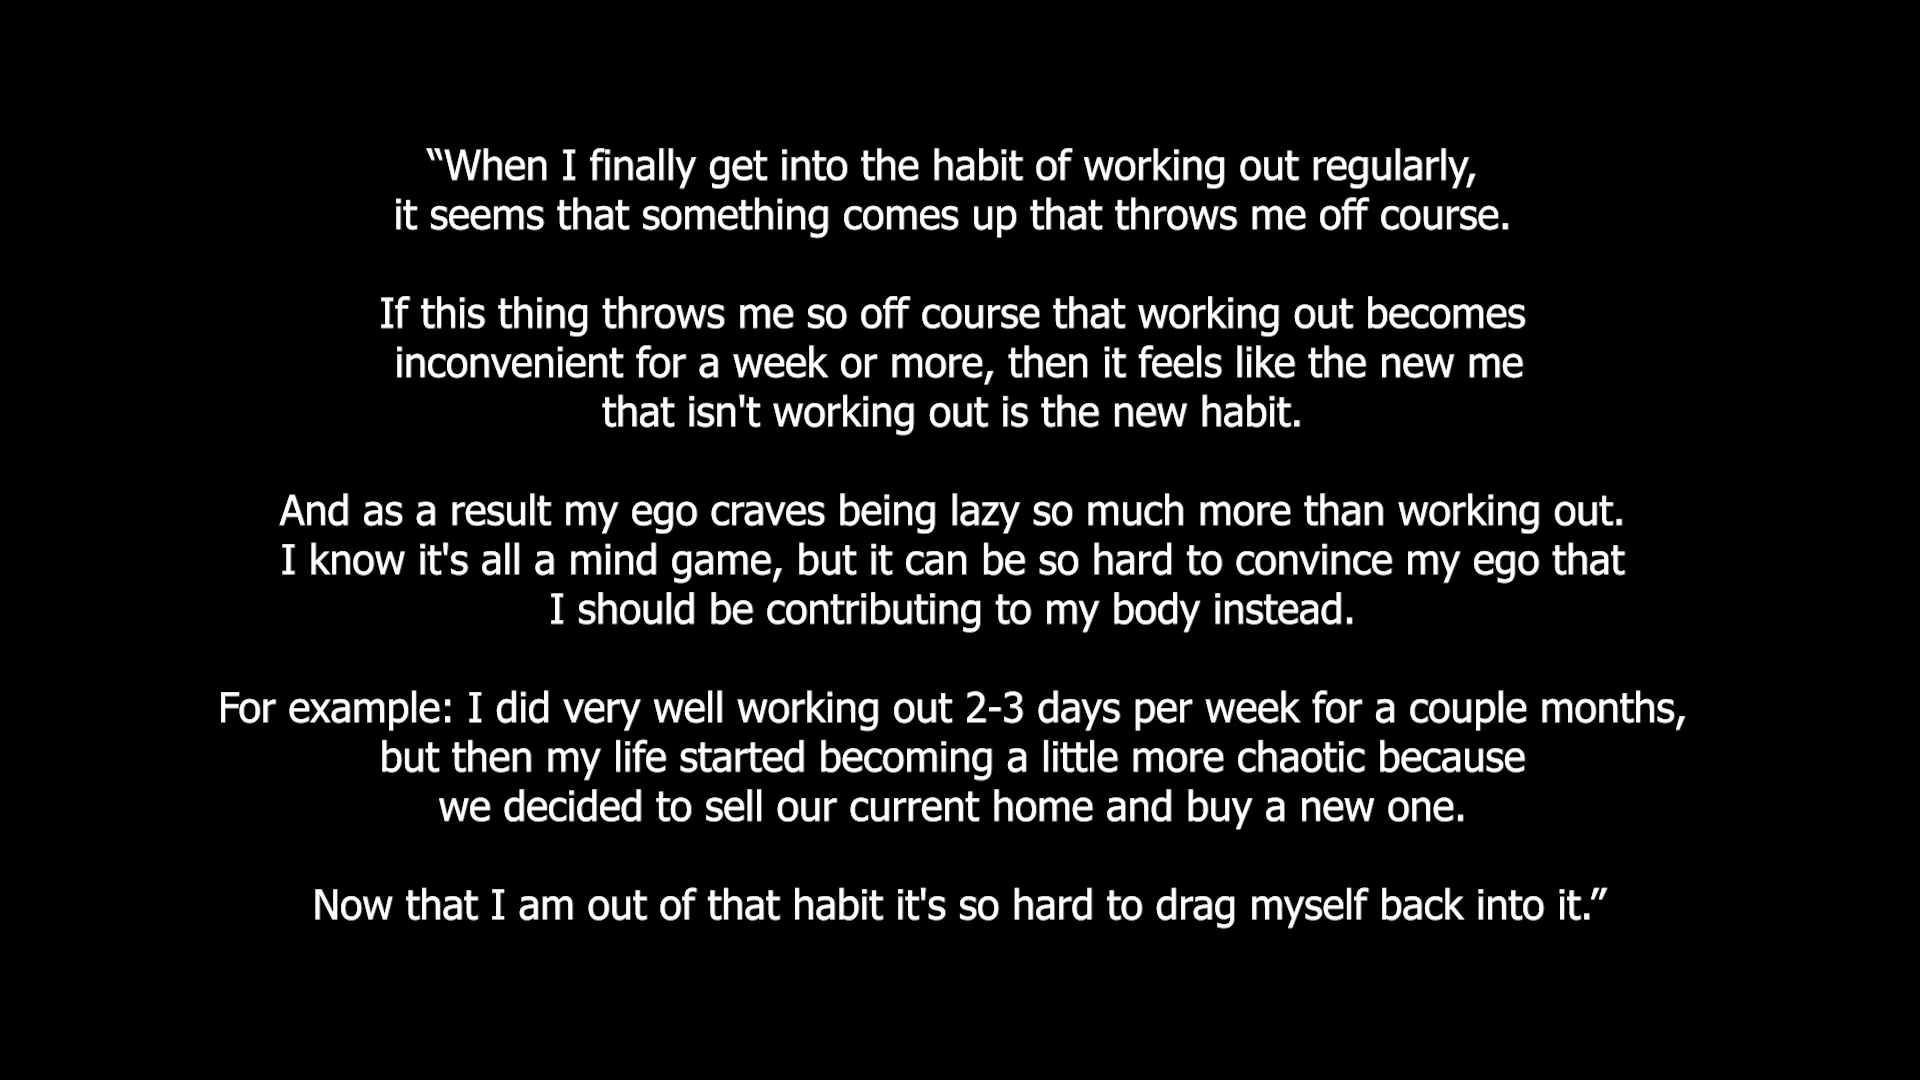 “When I finally get into the habit of working out regularly,
it seems that something comes up that throws me off course.
If this thing throws me so off course that working out becomes
inconvenient for a week or more, then it feels like the new me
that isn't working out is the new habit.
And as a result my ego craves being lazy so much more than working out.
I know it's all a mind game, but it can be so hard to convince my ego that
I should be contributing to my body instead.
For example: I did very well working out 2-3 days per week for a couple months,
but then my life started becoming a little more chaotic because
we decided to sell our current home and buy a new one.
Now that I am out of that habit it's so hard to drag myself back into it.”